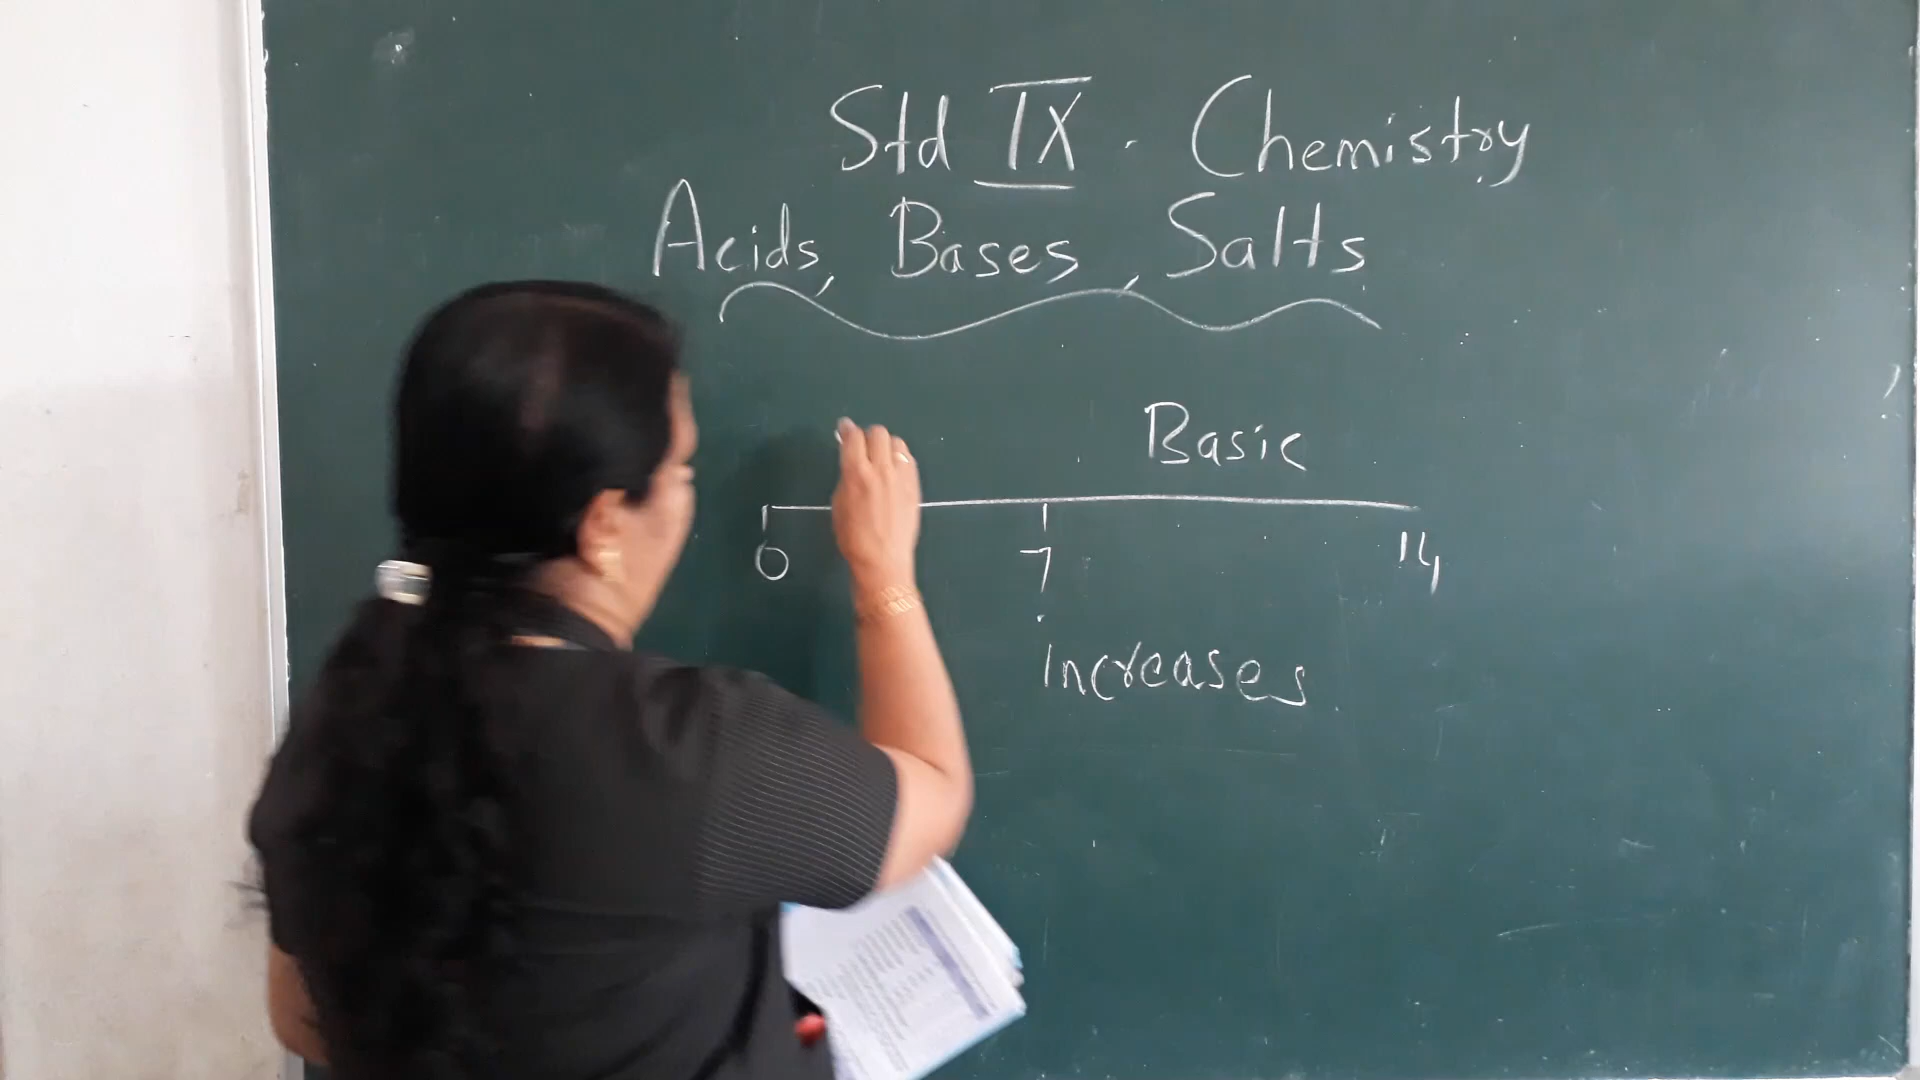 Std IX · Chemistry
Acids, Bases, Salts
Basic
0 7 14
Increases